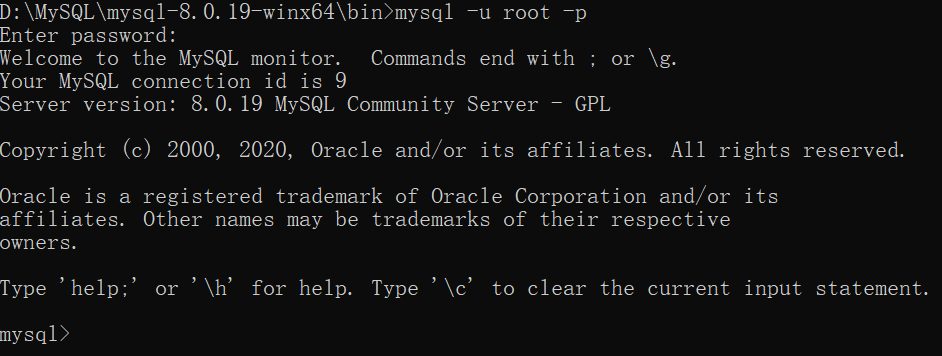 D:\MySQL\mysql-8.0.19-winx64\bin>mysql -u root -p
Enter password:
Welcome to the MySQL monitor.  Commands end with ; or \g.
Your MySQL connection id is 9
Server version: 8.0.19 MySQL Community Server - GPL
Copyright (c) 2000, 2020, Oracle and/or its affiliates. All rights reserved.
Oracle is a registered trademark of Oracle Corporation and/or its
affiliates. Other names may be trademarks of their respective
owners.
Type 'help;' or '\h' for help. Type '\c' to clear the current input statement.
mysql>